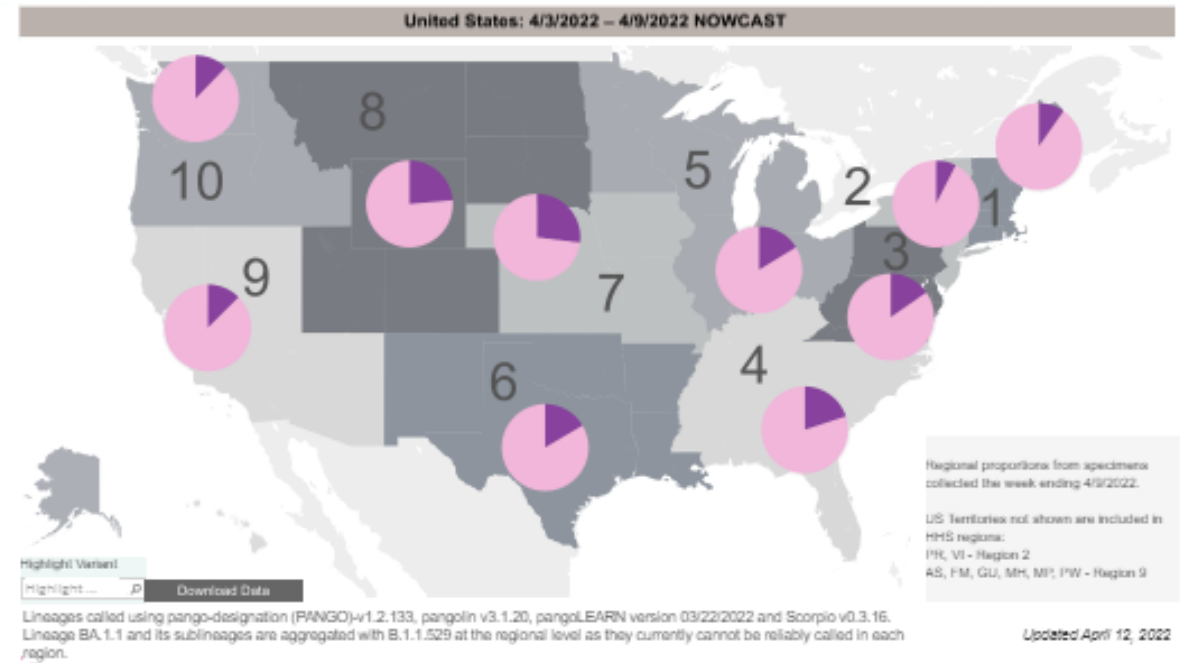 United States: 4/3/2022 – 4/9/2022 NOWCAST
8
10
5
2
1
3
9
7
4
6
Regional proportions from specimens
collected the week ending 4/9/2022.
US Territories not shown are included in
HHS regions:
PR, VI - Region 2
AS, FM, GU, MH, MP, PW - Region 9
Highlight Variant
Highlight ...
Download Data
Lineages called using pango-designation (PANGO)-v1.2.133, pangolin v3.1.20, pangoLEARN version 03/22/2022 and Scorpio v0.3.16.
Lineage BA.1.1 and its sublineages are aggregated with B.1.1.529 at the regional level as they currently cannot be reliably called in each
region.
Updated April 12, 2022